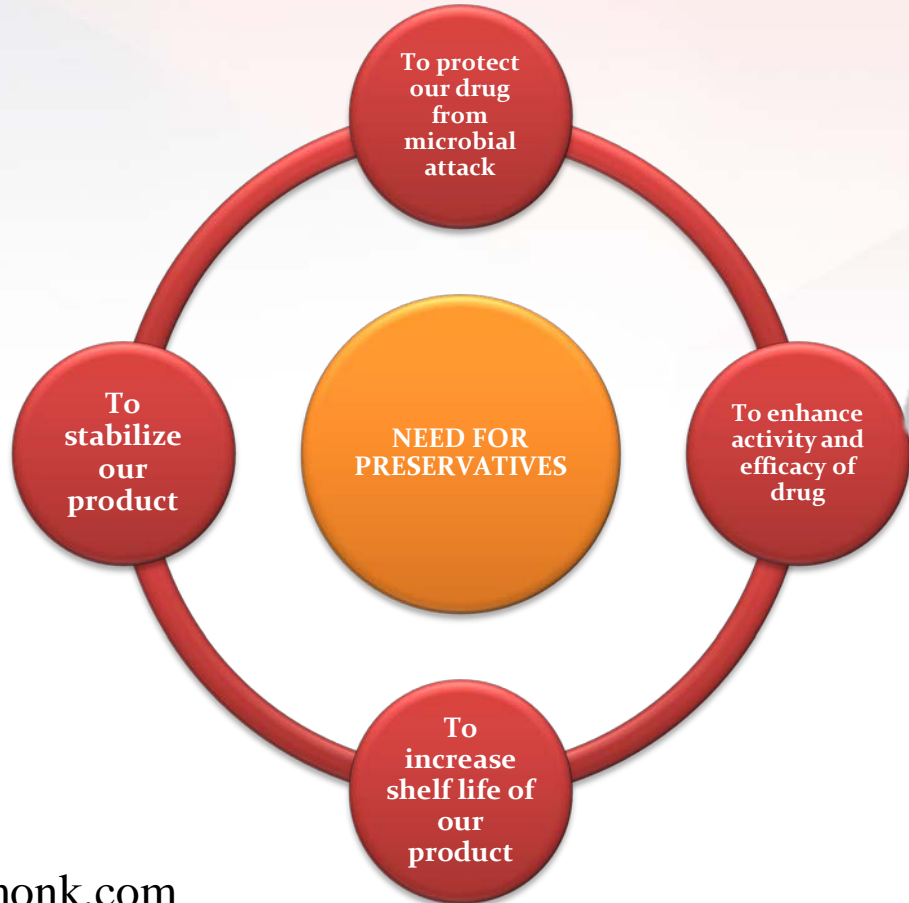 To protect
our drug
from
microbial
attack
To
stabilize
our
product
NEED FOR
PRESERVATIVES
To enhance
activity and
efficacy of
drug
To
increase
shelf life of
our
product